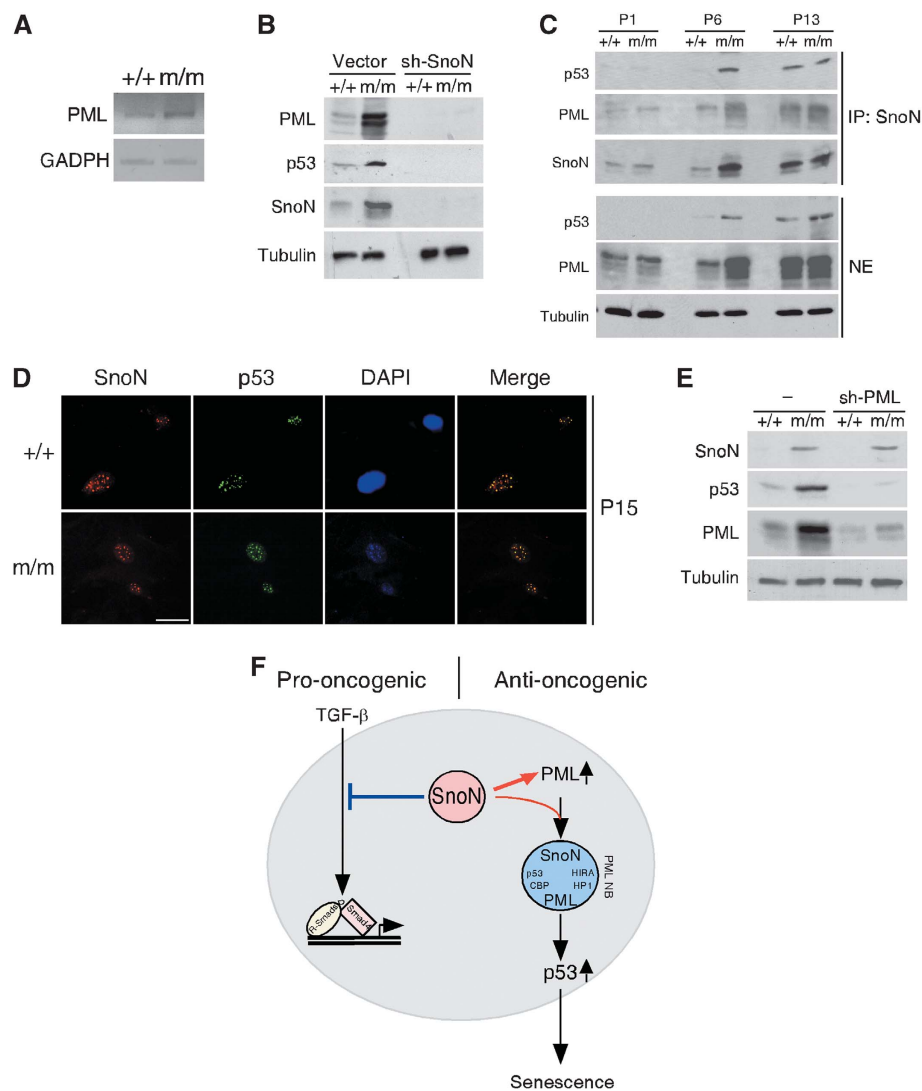 A
+/+ m/m
PML
GADPH
B
Vector sh-SnoN
+/+ m/m +/+ m/m
PML
p53
SnoN
Tubulin
C
P1 P6 P13
+/+ m/m +/+ m/m +/+ m/m
p53
PML
SnoN
IP: SnoN
p53
PML
Tubulin
NE
D
SnoN p53 DAPI Merge
+/+
m/m
P15
E
– sh-PML
+/+ m/m +/+ m/m
SnoN
p53
PML
Tubulin
F
Pro-oncogenic Anti-oncogenic
TGF-β
SnoN
PML
SnoN
p53 HIRA
CBP HP1
PML
PML NB
R-Smads
P
Smad4
p53
Senescence